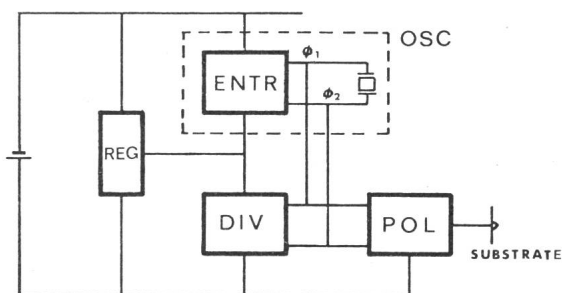 ϕ1
OSC
ENTR
ϕ2
REG
DIV
POL
SUBSTRATE